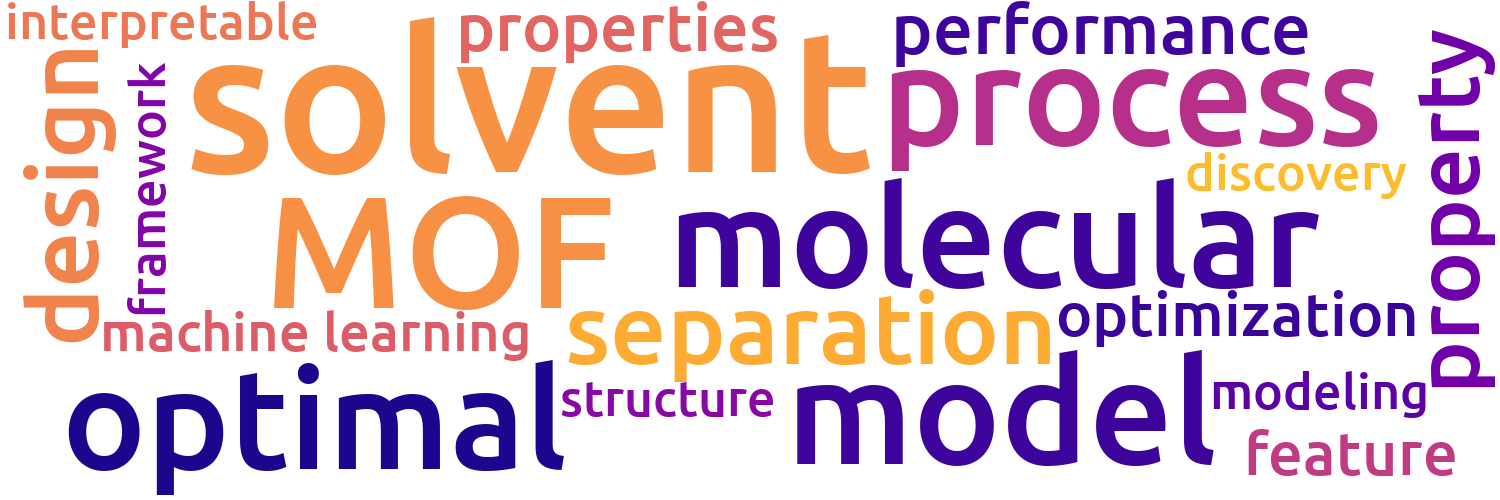 interpretable
properties
performance
design
framework
solvent
process
property
discovery
MOF
molecular
machine learning
separation
optimization
optimal
structure
model
modeling
feature